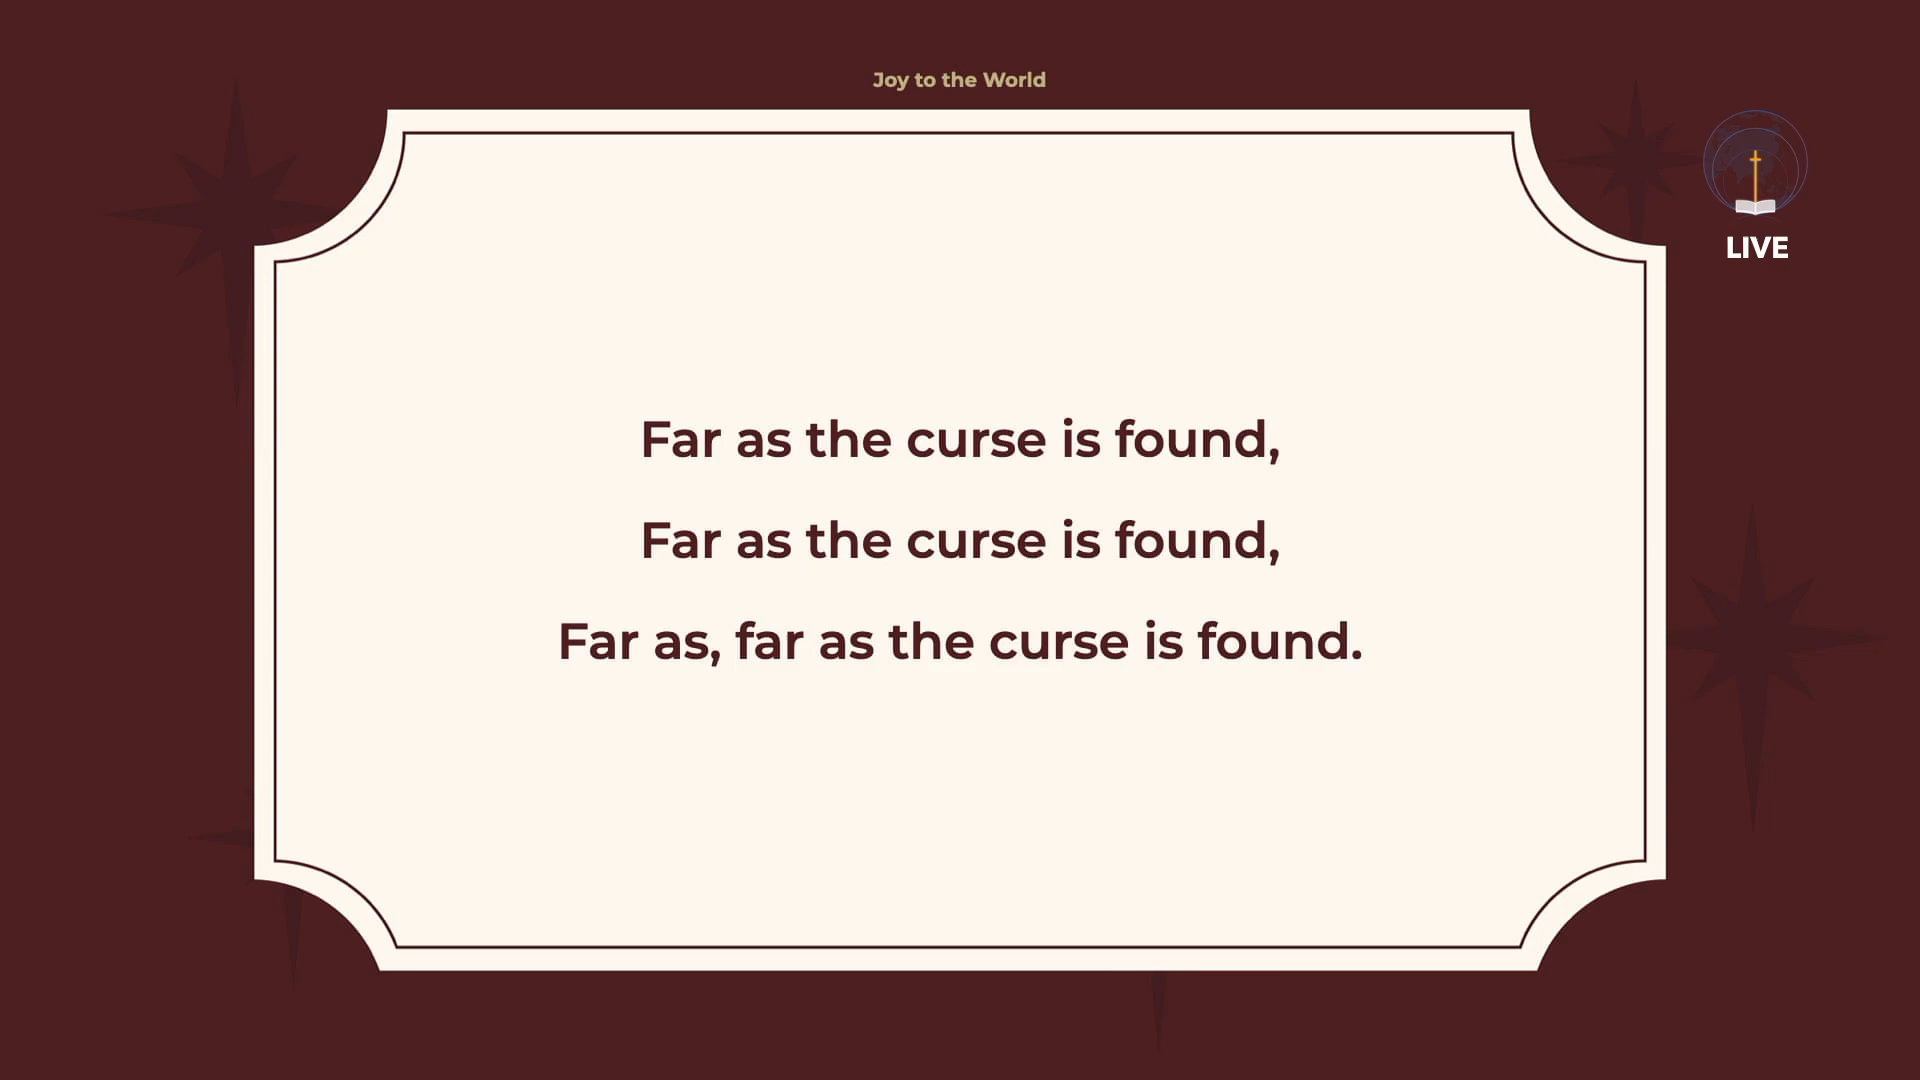 Joy to the World
LIVE
Far as the curse is found,
Far as the curse is found,
Far as, far as the curse is found.